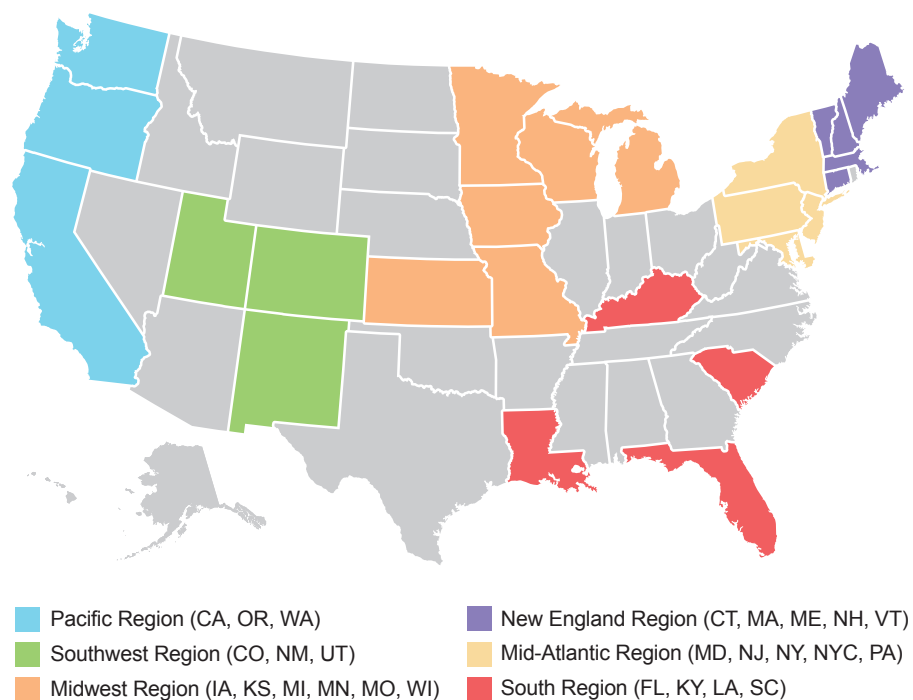 Pacific Region (CA, OR, WA)
Southwest Region (CO, NM, UT)
Midwest Region (IA, KS, MI, MN, MO, WI)
New England Region (CT, MA, ME, NH, VT)
Mid-Atlantic Region (MD, NJ, NY, NYC, PA)
South Region (FL, KY, LA, SC)